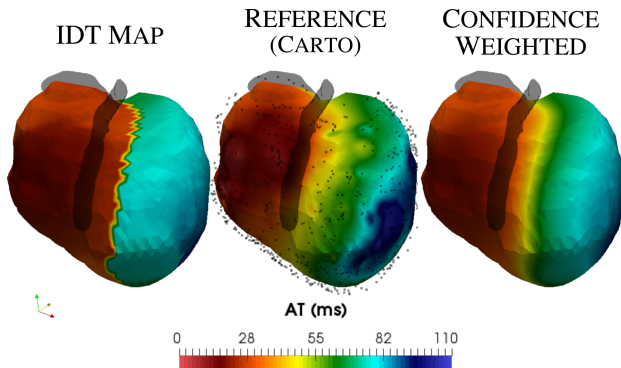 IDT MAP
REFERENCE
(CARTO)
CONFIDENCE
WEIGHTED
AT (ms)
0 28 55 82 110